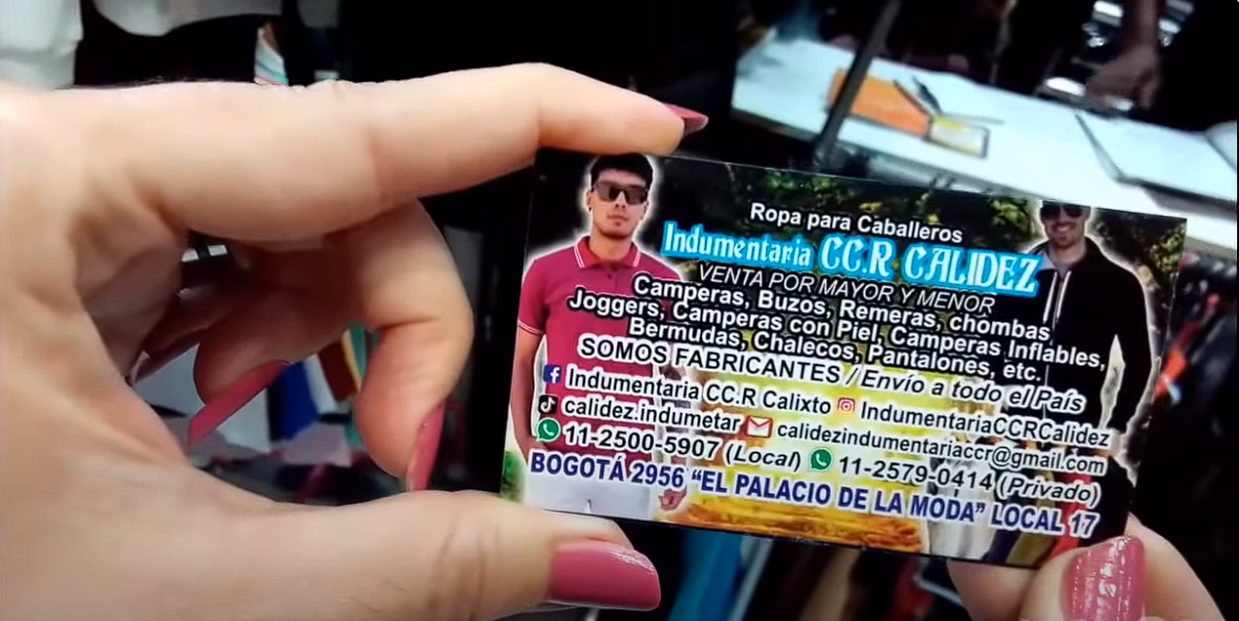 Ropa para Caballeros
Indumentaria CC.R CALIDEZ
VENTA POR MAYOR Y MENOR
Camperas, Buzos, Remeras, chombas
Joggers, Camperas con Piel, Camperas Inflables,
Bermudas, Chalecos, Pantalones, etc.
SOMOS FABRICANTES / Envío a todo el País
Indumentaria CC.R Calixto IndumentariaCCRCalidez
calidez.indumetar calidezindumentariaccr@gmail.com
11-2500-5907 (Local) 11-2579-0414 (Privado)
BOGOTÁ 2956 “EL PALACIO DE LA MODA” LOCAL 17